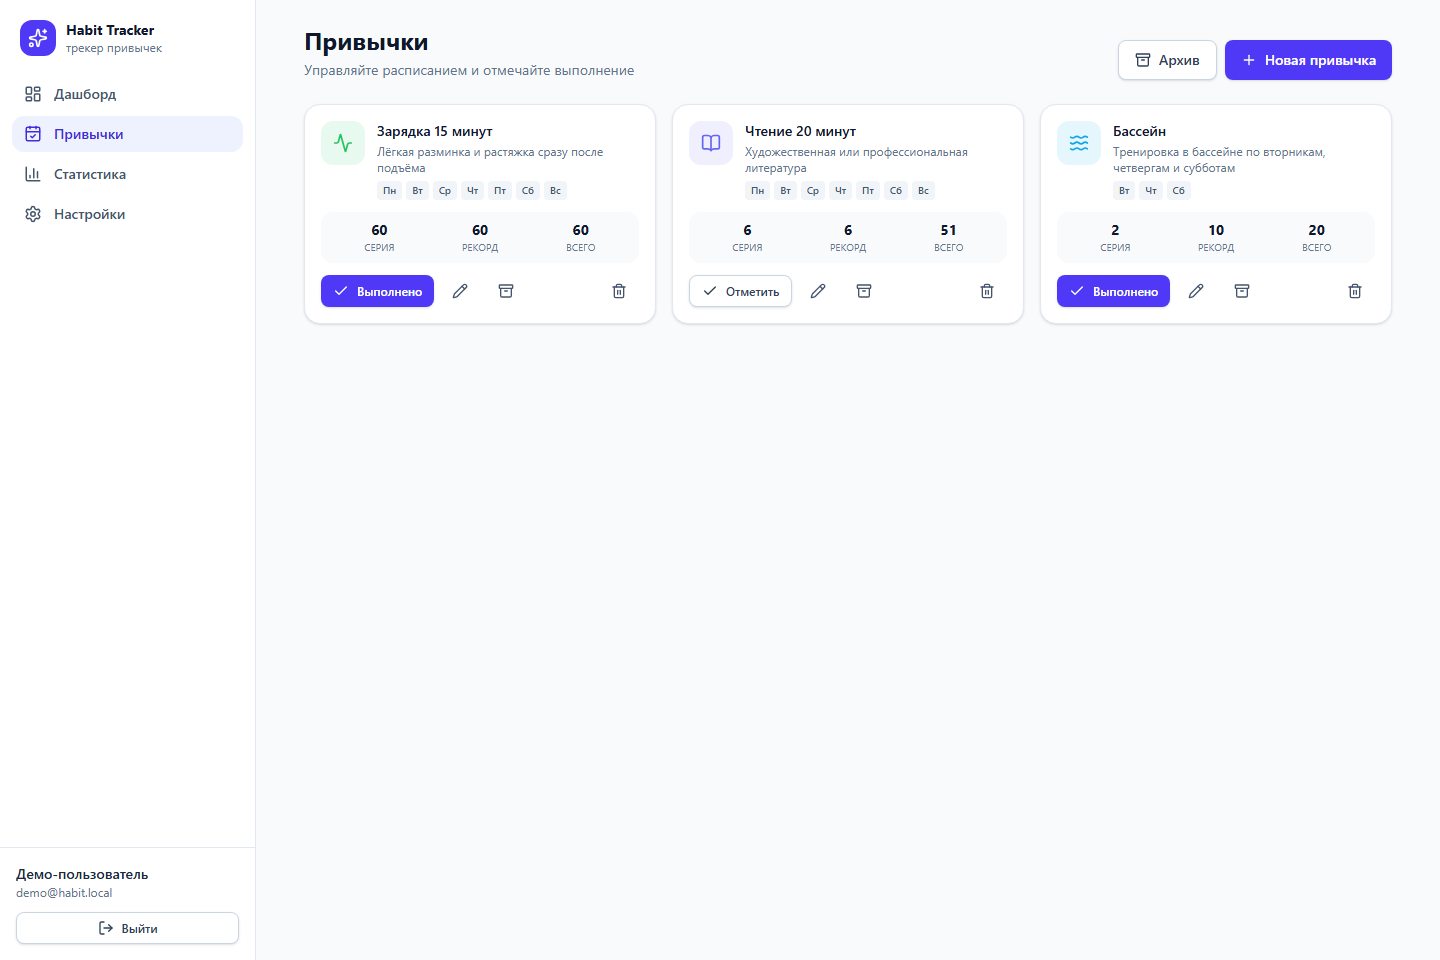 Habit Tracker
трекер привычек
Дашборд
Привычки
Статистика
Настройки
Демо-пользователь
demo@habit.local
Выйти
Привычки
Управляйте расписанием и отмечайте выполнение
Архив
Новая привычка
Зарядка 15 минут
Лёгкая разминка и растяжка сразу после
подъёма
Пн Вт Ср Чт Пт Сб Вс
60 60 60
СЕРИЯ РЕКОРД ВСЕГО
Выполнено
Чтение 20 минут
Художественная или профессиональная
литература
Пн Вт Ср Чт Пт Сб Вс
6 6 51
СЕРИЯ РЕКОРД ВСЕГО
Отметить
Бассейн
Тренировка в бассейне по вторникам,
четвергам и субботам
Вт Чт Сб
2 10 20
СЕРИЯ РЕКОРД ВСЕГО
Выполнено